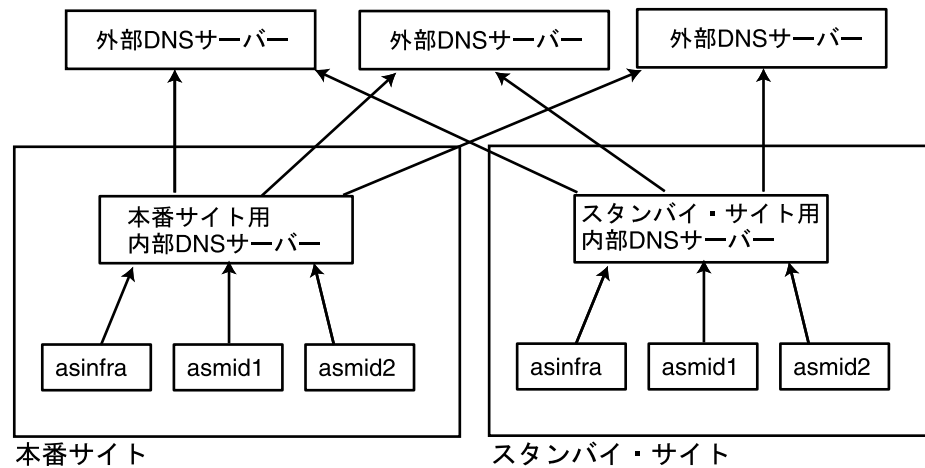 外部DNSサーバー
外部DNSサーバー
外部DNSサーバー
本番サイト用
内部DNSサーバー
スタンバイ・サイト用
内部DNSサーバー
asinfra
asmid1
asmid2
asinfra
asmid1
asmid2
本番サイト
スタンバイ・サイト